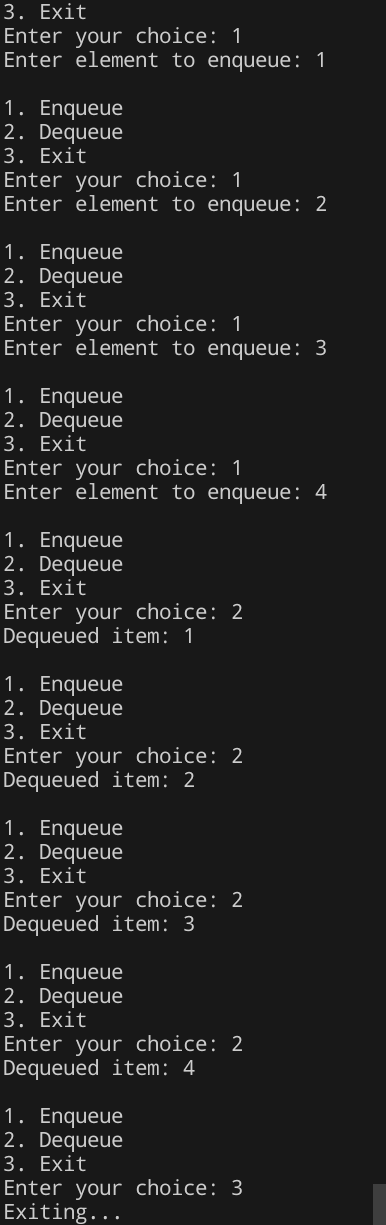 3. Exit
Enter your choice: 1
Enter element to enqueue: 1

1. Enqueue
2. Dequeue
3. Exit
Enter your choice: 1
Enter element to enqueue: 2

1. Enqueue
2. Dequeue
3. Exit
Enter your choice: 1
Enter element to enqueue: 3

1. Enqueue
2. Dequeue
3. Exit
Enter your choice: 1
Enter element to enqueue: 4

1. Enqueue
2. Dequeue
3. Exit
Enter your choice: 2
Dequeued item: 1

1. Enqueue
2. Dequeue
3. Exit
Enter your choice: 2
Dequeued item: 2

1. Enqueue
2. Dequeue
3. Exit
Enter your choice: 2
Dequeued item: 3

1. Enqueue
2. Dequeue
3. Exit
Enter your choice: 2
Dequeued item: 4

1. Enqueue
2. Dequeue
3. Exit
Enter your choice: 3
Exiting...